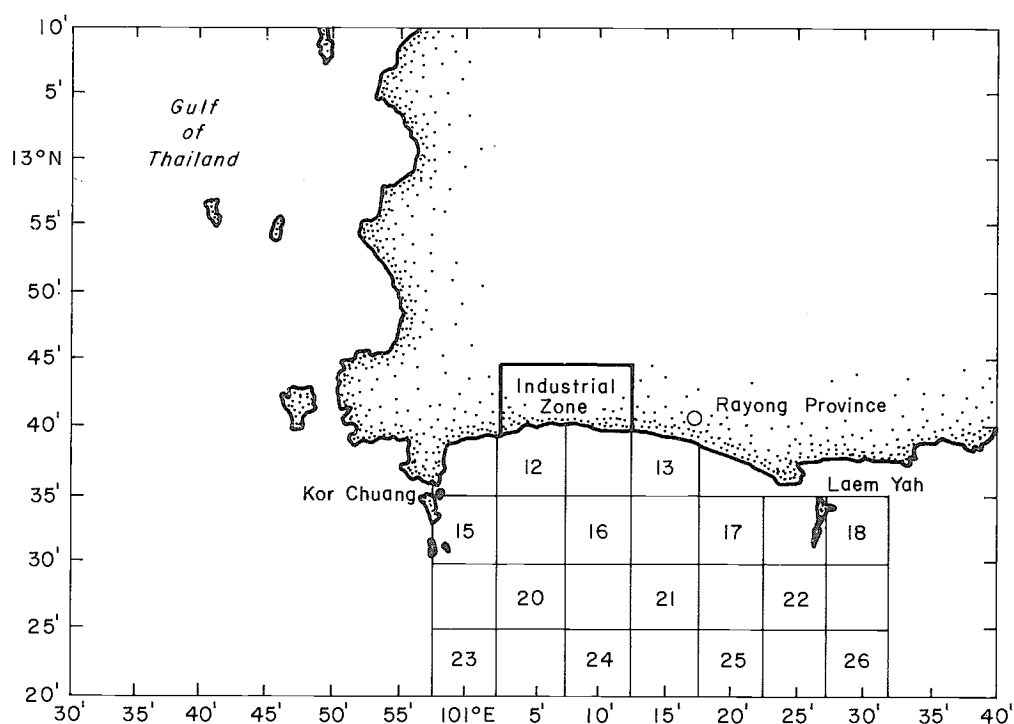 10'
5'
13°N
55'
50'
45'
40'
35'
30'
25'
20'
Gulf
of
Thailand
Industrial
Zone
Rayong Province
Kor Chuang
Laem Yah
12
13
15
16
17
18
20
21
22
23
24
25
26
30' 40' 45' 50' 55' 101°E 5' 10' 15' 20' 25' 30' 35' 40'